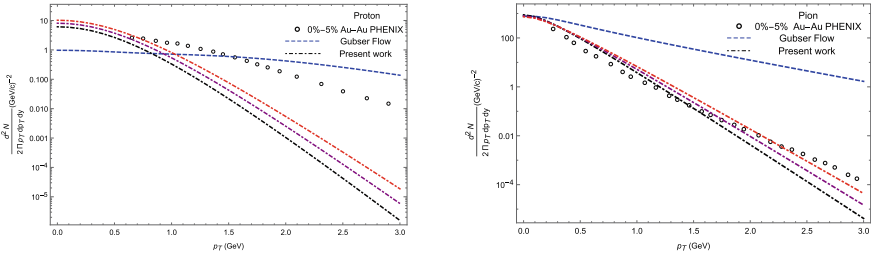 Proton
0%−5% Au−Au PHENIX
Gubser Flow
Present work
10
1
0.100
0.010
0.001
10⁻⁴
10⁻⁵
d² N
2 Π pT dpT dy
(GeV/c)⁻²
0.0 0.5 1.0 1.5 2.0 2.5 3.0
pT (GeV)
Pion
0%−5% Au−Au PHENIX
Gubser Flow
Present work
100
1
0.01
10⁻⁴
d² N
2 Π pT dpT dy
(GeV/c)⁻²
0.0 0.5 1.0 1.5 2.0 2.5 3.0
pT (GeV)